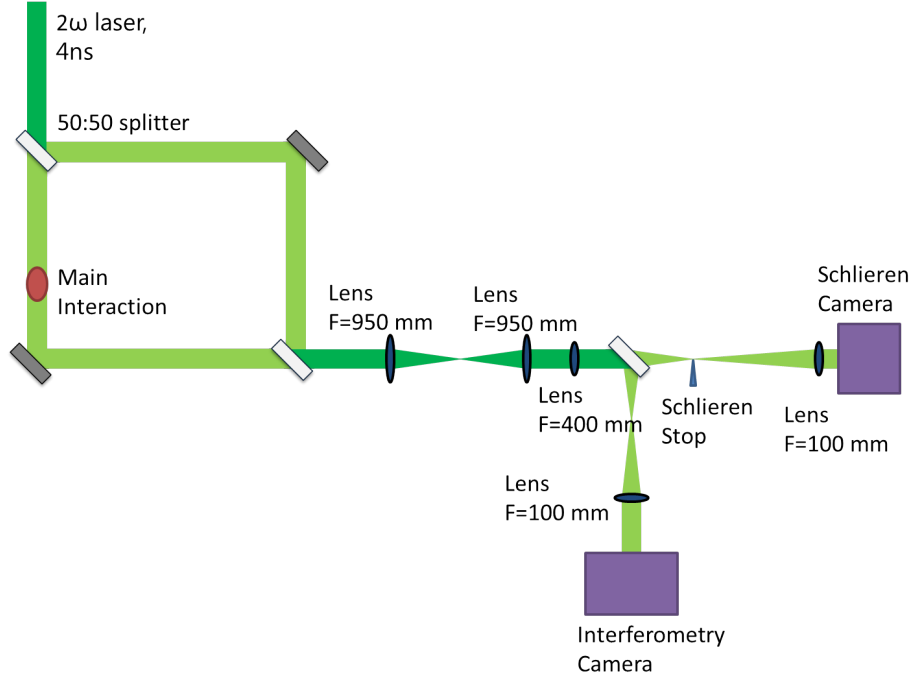 2ω laser,
4ns
50:50 splitter
Main
Interaction
Lens
F=950 mm
Lens
F=950 mm
Lens
F=400 mm
Schlieren
Stop
Schlieren
Camera
Lens
F=100 mm
Lens
F=100 mm
Interferometry
Camera